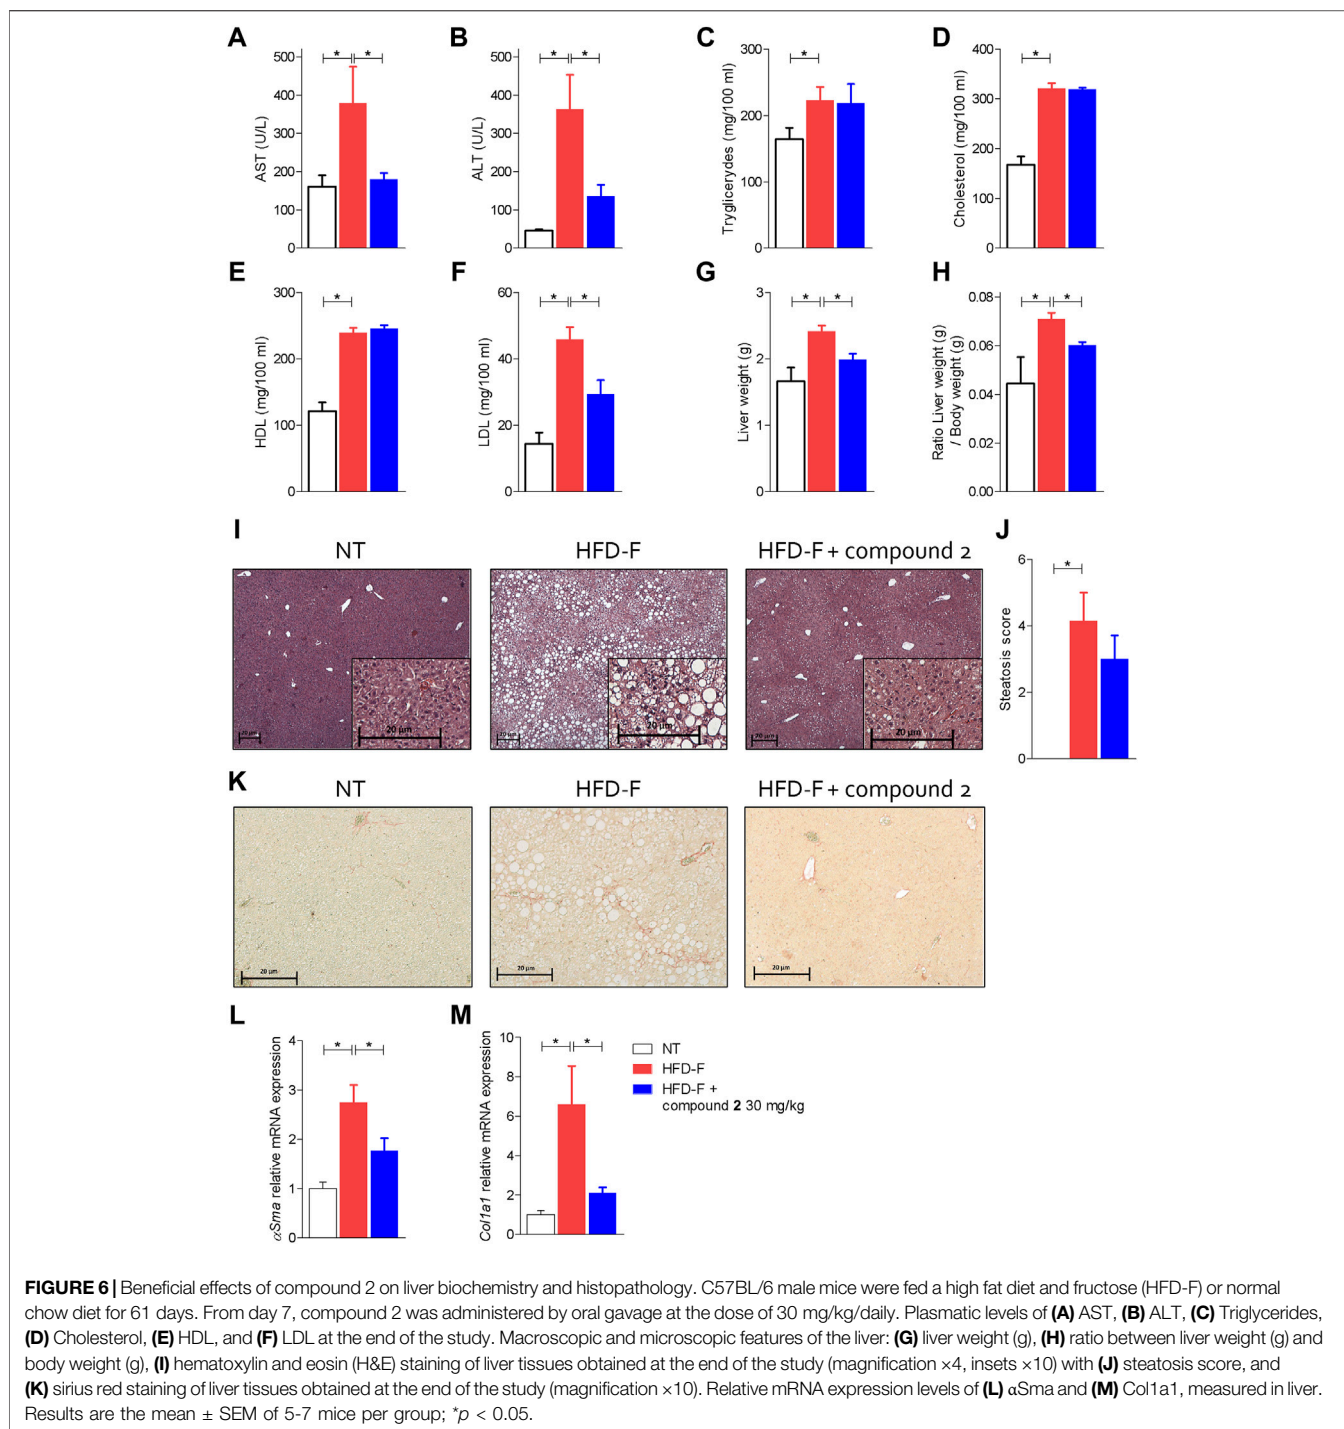 A
AST (U/L)
500
400
300
200
100
0
* *
B
ALT (U/L)
500
400
300
200
100
0
* *
C
Tryglicerydes (mg/100 ml)
300
200
100
0
*
D
Cholesterol (mg/100 ml)
400
300
200
100
0
*
E
HDL (mg/100 ml)
300
200
100
0
*
F
LDL (mg/100 ml)
60
40
20
0
* *
G
Liver weight (g)
3
2
1
0
* *
H
Ratio Liver weight (g)
/ Body weight (g)
0.08
0.06
0.04
0.02
0.00
* *
I
NT
HFD-F
HFD-F + compound 2
20 µm
20 µm
20 µm
20 µm
20 µm
20 µm
J
Steatosis score
6
4
2
0
*
K
NT
HFD-F
HFD-F + compound 2
20 µm
20 µm
20 µm
L
αSma relative mRNA expression
4
3
2
1
0
* *
M
Col1a1 relative mRNA expression
10
8
6
4
2
0
* *
NT
HFD-F
HFD-F +
compound 2 30 mg/kg
FIGURE 6 | Beneficial effects of compound 2 on liver biochemistry and histopathology. C57BL/6 male mice were fed a high fat diet and fructose (HFD-F) or normal
chow diet for 61 days. From day 7, compound 2 was administered by oral gavage at the dose of 30 mg/kg/daily. Plasmatic levels of (A) AST, (B) ALT, (C) Triglycerides,
(D) Cholesterol, (E) HDL, and (F) LDL at the end of the study. Macroscopic and microscopic features of the liver: (G) liver weight (g), (H) ratio between liver weight (g) and
body weight (g), (I) hematoxylin and eosin (H&E) staining of liver tissues obtained at the end of the study (magnification ×4, insets ×10) with (J) steatosis score, and
(K) sirius red staining of liver tissues obtained at the end of the study (magnification ×10). Relative mRNA expression levels of (L) αSma and (M) Col1a1, measured in liver.
Results are the mean ± SEM of 5-7 mice per group; *p < 0.05.